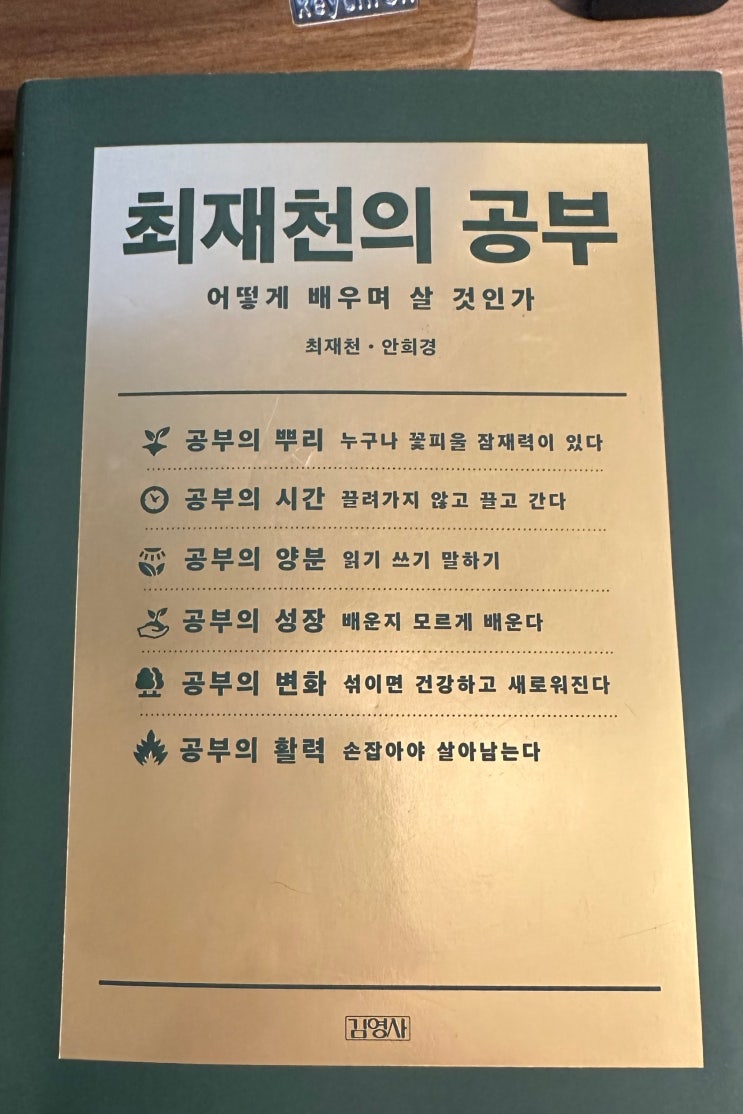 keychron
최재천의 공부
어떻게 배우며 살 것인가
최재천 · 안희경
공부의 뿌리 누구나 꽃피울 잠재력이 있다
공부의 시간 끌려가지 않고 끌고 간다
공부의 양분 읽기 쓰기 말하기
공부의 성장 배운지 모르게 배운다
공부의 변화 섞이면 건강하고 새로워진다
공부의 활력 손잡아야 살아남는다
김영사